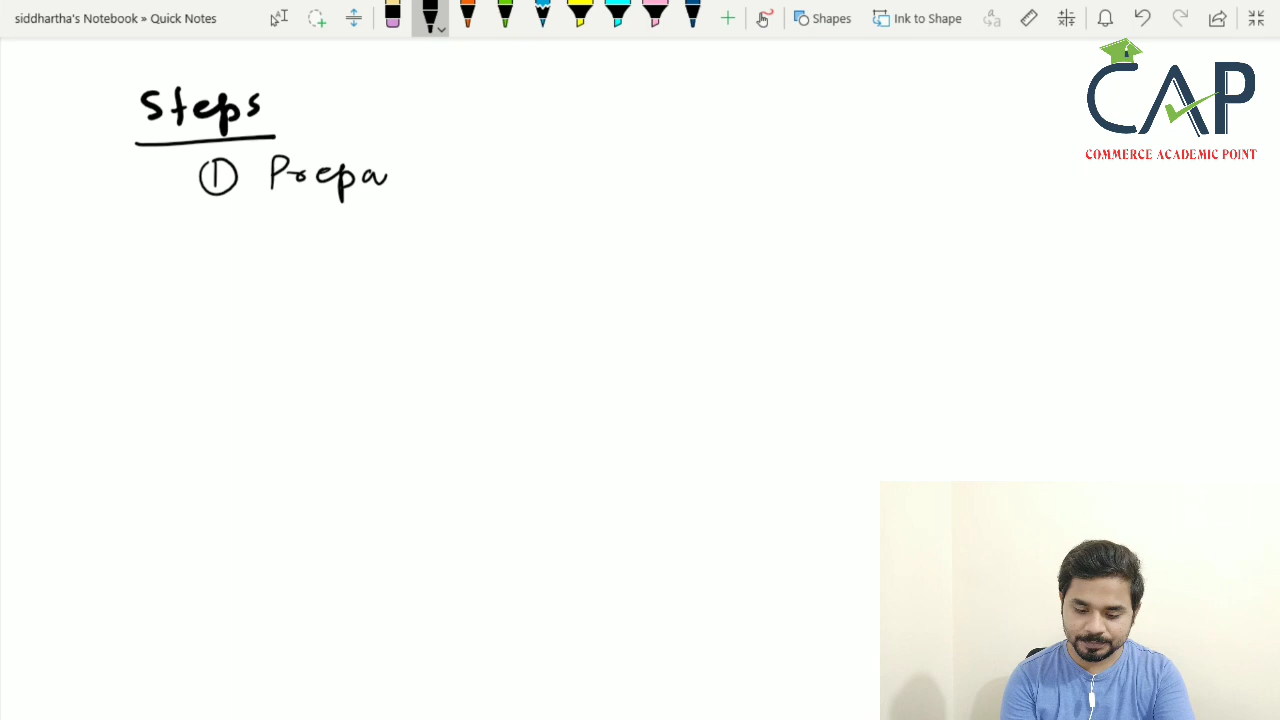 siddhartha's Notebook » Quick Notes
Shapes
Ink to Shape
CAP
COMMERCE ACADEMIC POINT
Steps
① Prepa